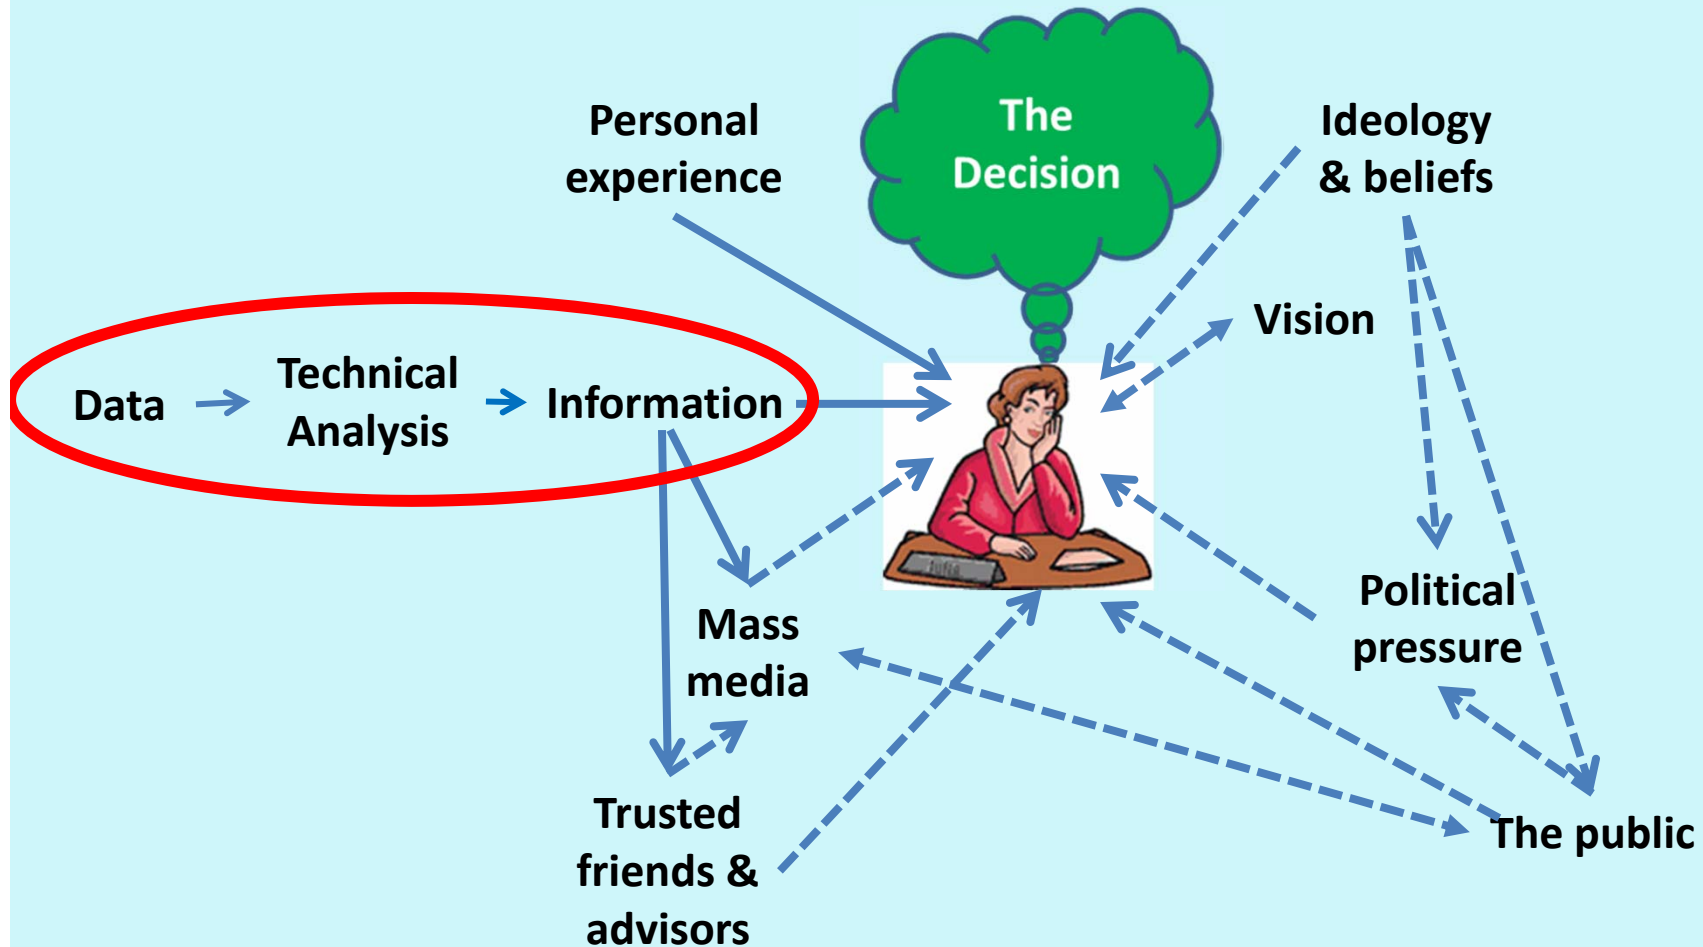 The
Decision
Personal
experience
Ideology
& beliefs
Vision
Data
Technical
Analysis
Information
Political
pressure
Mass
media
Trusted
friends &
advisors
The public